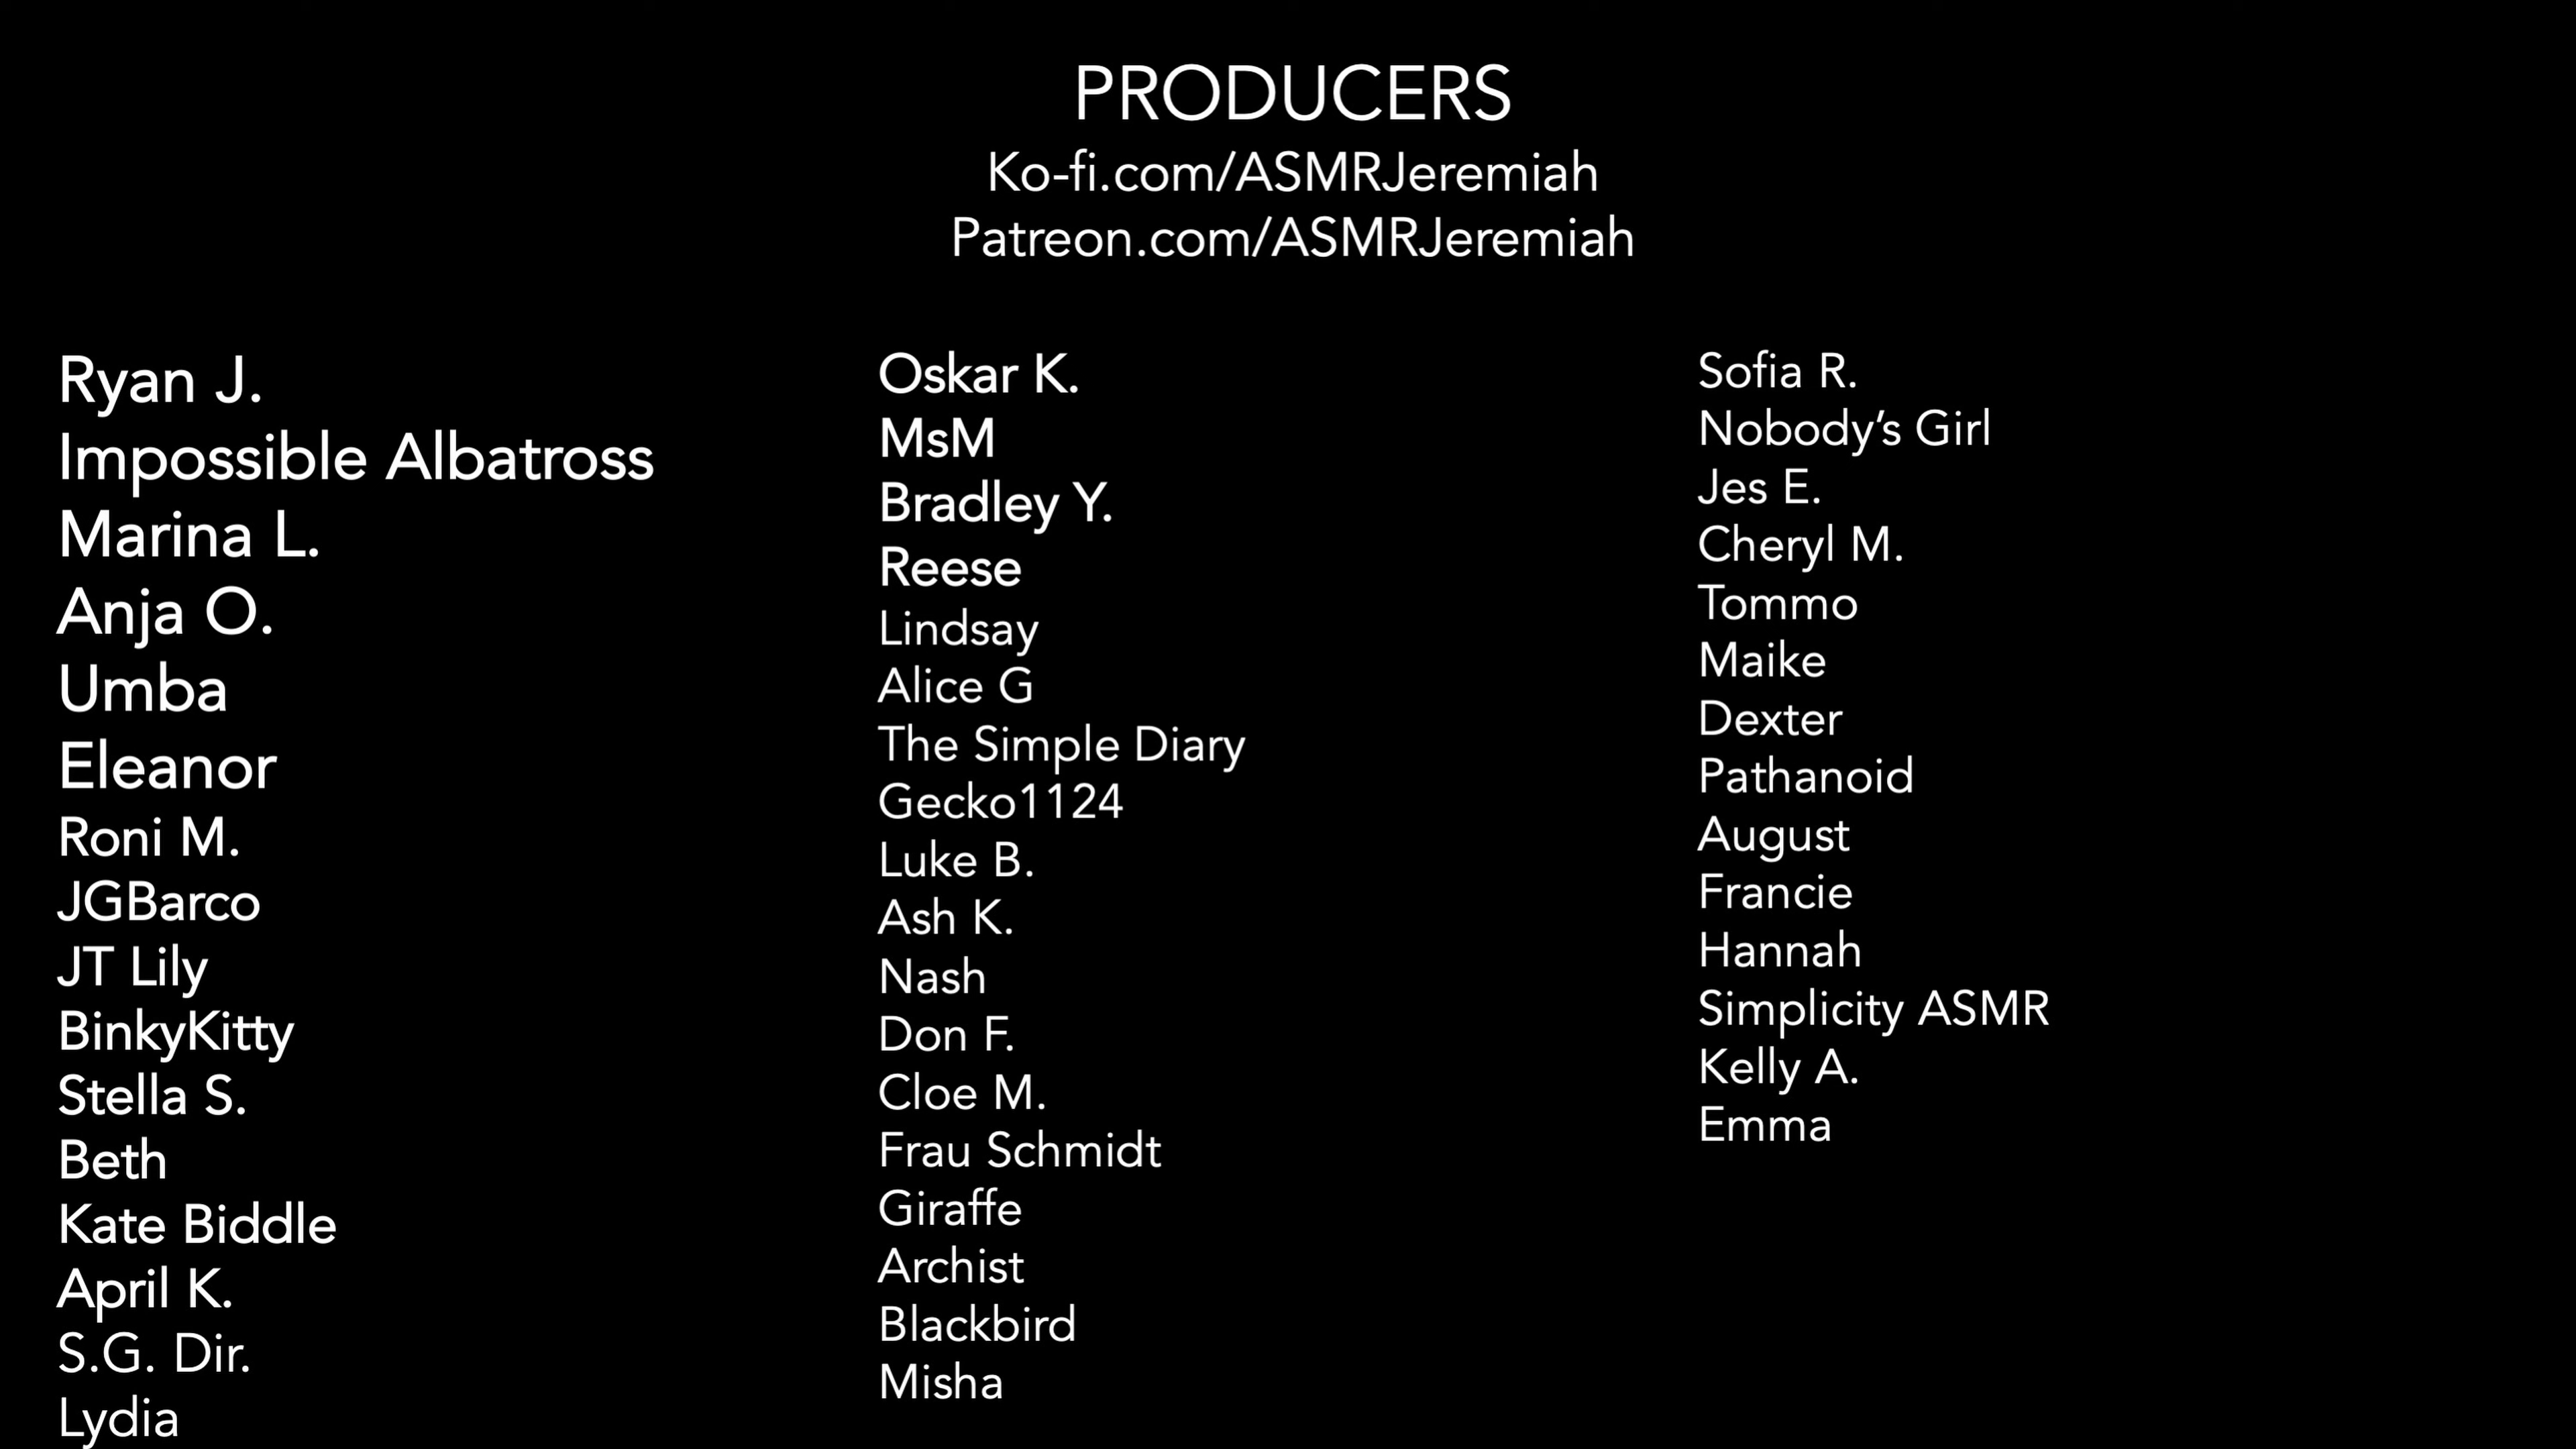 PRODUCERS
Ko-fi.com/ASMRJeremiah
Patreon.com/ASMRJeremiah
Ryan J.
Impossible Albatross
Marina L.
Anja O.
Umba
Eleanor
Roni M.
JGBarco
JT Lily
BinkyKitty
Stella S.
Beth
Kate Biddle
April K.
S.G. Dir.
Lydia
Oskar K.
MsM
Bradley Y.
Reese
Lindsay
Alice G
The Simple Diary
Gecko1124
Luke B.
Ash K.
Nash
Don F.
Cloe M.
Frau Schmidt
Giraffe
Archist
Blackbird
Misha
Sofia R.
Nobody’s Girl
Jes E.
Cheryl M.
Tommo
Maike
Dexter
Pathanoid
August
Francie
Hannah
Simplicity ASMR
Kelly A.
Emma